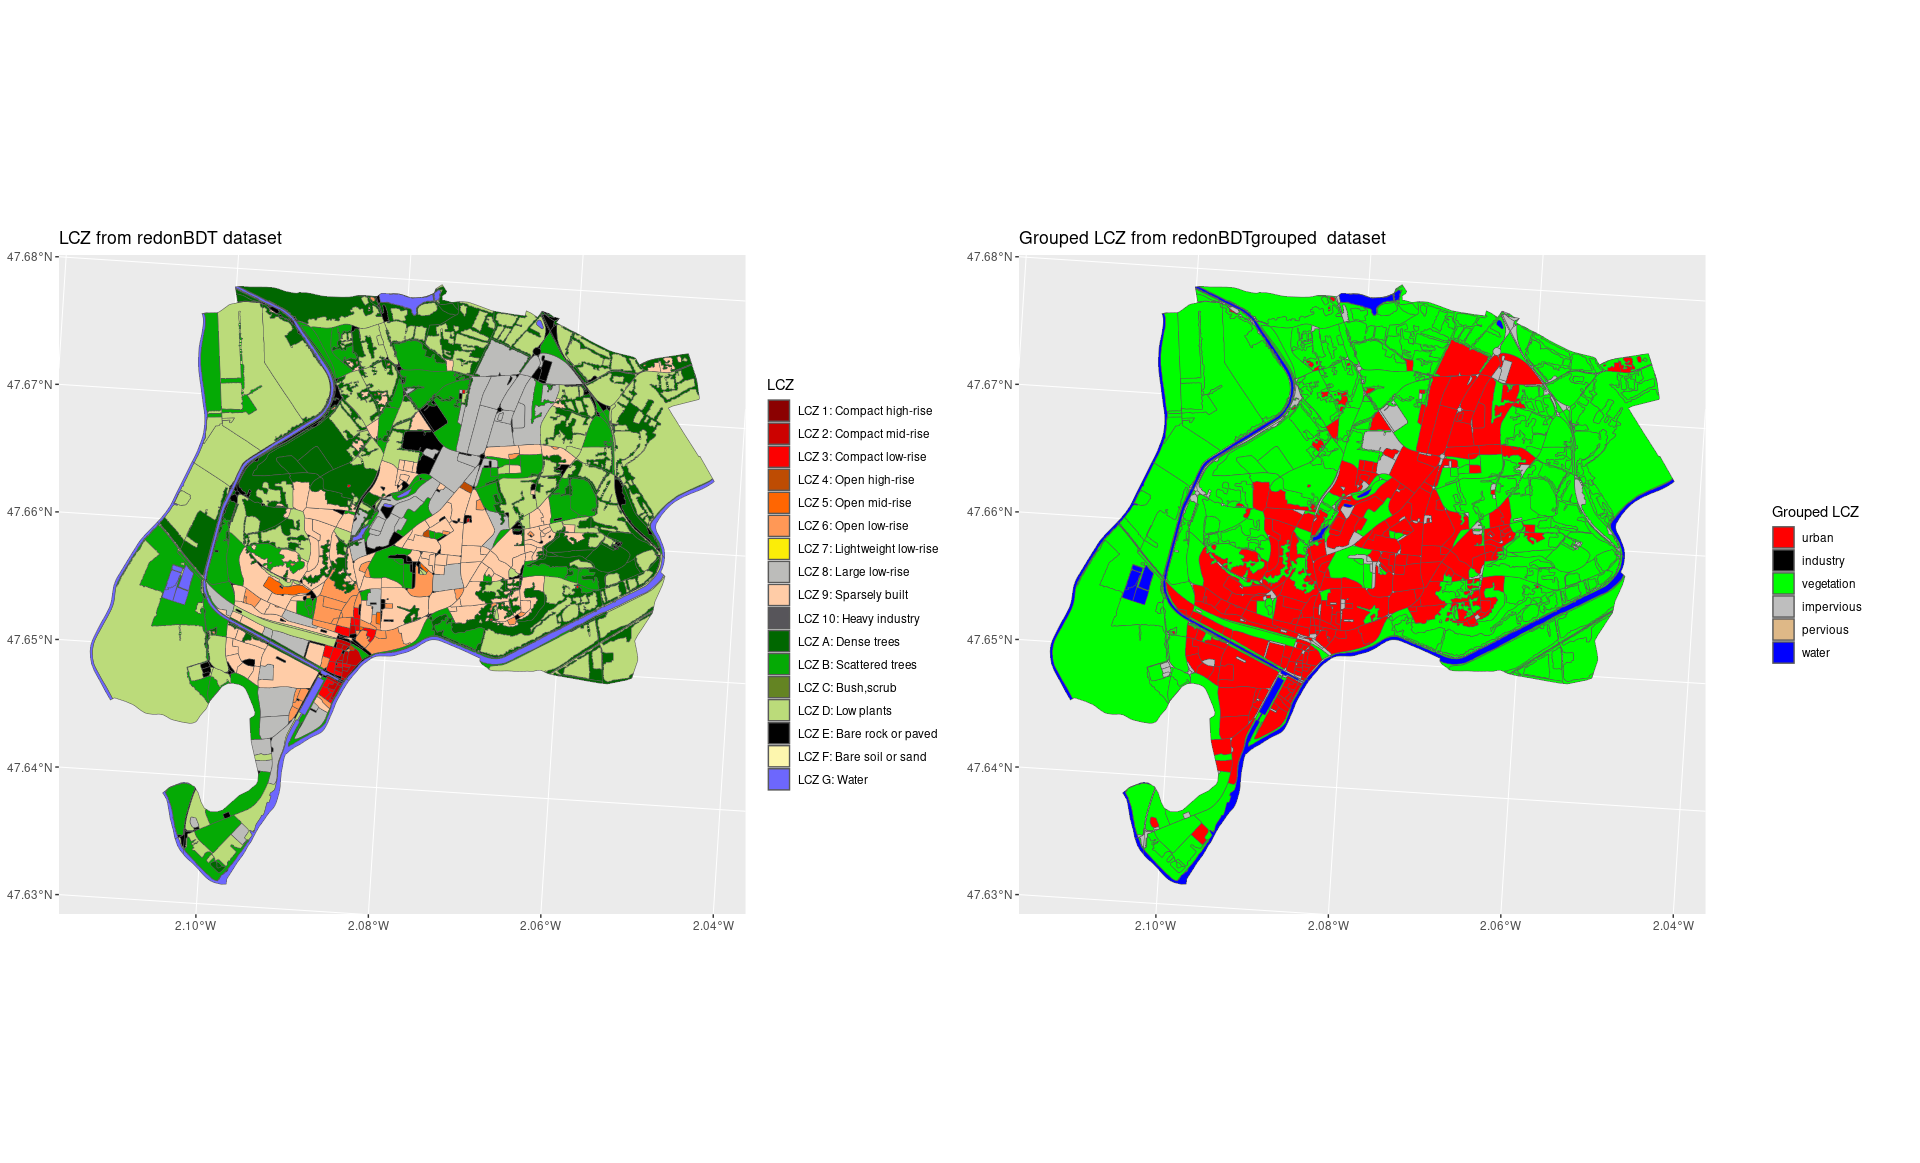 LCZ from redonBDT dataset
47.68°N
47.67°N
47.66°N
47.65°N
47.64°N
47.63°N
2.10°W
2.08°W
2.06°W
2.04°W
LCZ
LCZ 1: Compact high-rise
LCZ 2: Compact mid-rise
LCZ 3: Compact low-rise
LCZ 4: Open high-rise
LCZ 5: Open mid-rise
LCZ 6: Open low-rise
LCZ 7: Lightweight low-rise
LCZ 8: Large low-rise
LCZ 9: Sparsely built
LCZ 10: Heavy industry
LCZ A: Dense trees
LCZ B: Scattered trees
LCZ C: Bush,scrub
LCZ D: Low plants
LCZ E: Bare rock or paved
LCZ F: Bare soil or sand
LCZ G: Water
Grouped LCZ from redonBDTgrouped  dataset
47.68°N
47.67°N
47.66°N
47.65°N
47.64°N
47.63°N
2.10°W
2.08°W
2.06°W
2.04°W
Grouped LCZ
urban
industry
vegetation
impervious
pervious
water